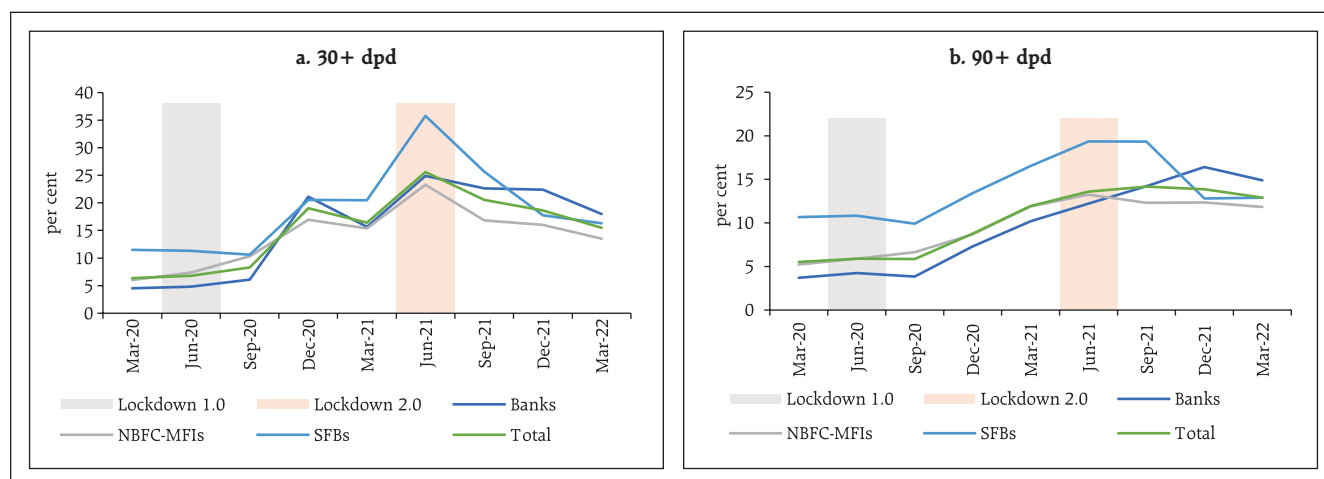 a. 30+ dpd
per cent
40
35
30
25
20
15
10
5
0
Mar-20
Jun-20
Sep-20
Dec-20
Mar-21
Jun-21
Sep-21
Dec-21
Mar-22
Lockdown 1.0 Lockdown 2.0 Banks
NBFC-MFIs SFBs Total
b. 90+ dpd
per cent
25
20
15
10
5
0
Mar-20
Jun-20
Sep-20
Dec-20
Mar-21
Jun-21
Sep-21
Dec-21
Mar-22
Lockdown 1.0 Lockdown 2.0 Banks
NBFC-MFIs SFBs Total